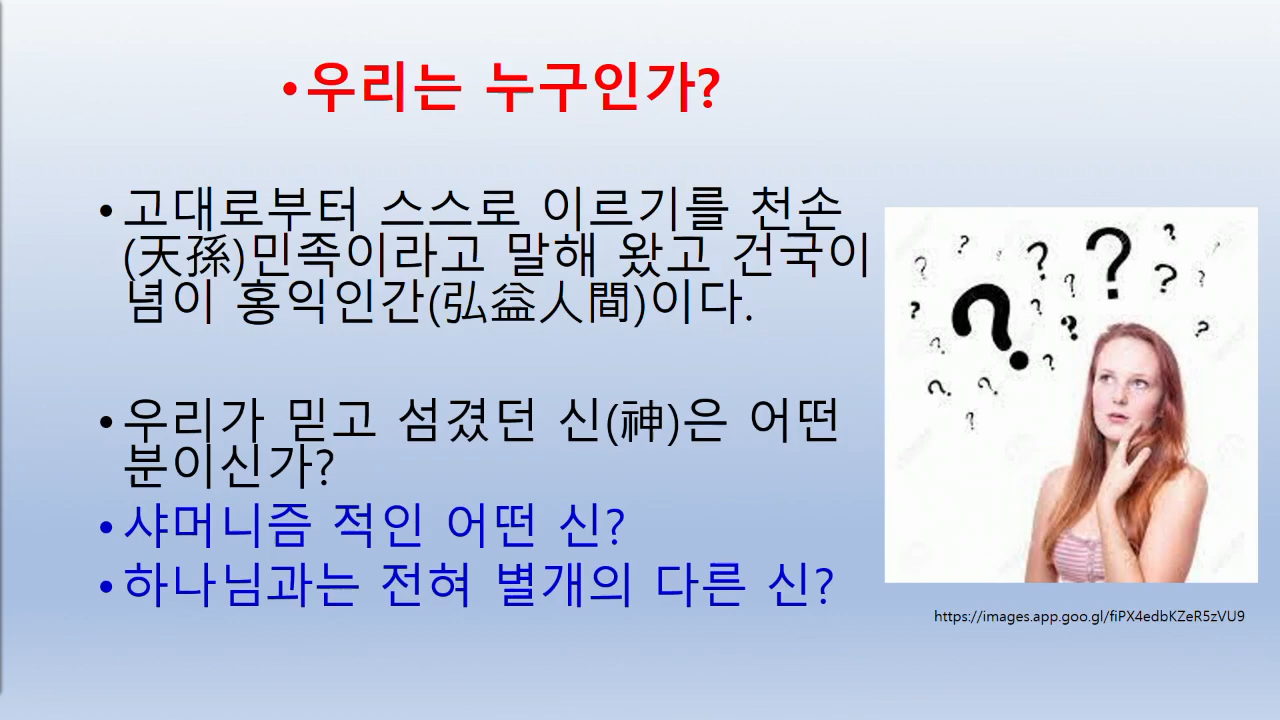 •우리는 누구인가?
•고대로부터 스스로 이르기를 천손
(天孫)민족이라고 말해 왔고 건국이
념이 홍익인간(弘益人間)이다.
•우리가 믿고 섬겼던 신(神)은 어떤
분이신가?
•샤머니즘 적인 어떤 신?
•하나님과는 전혀 별개의 다른 신?
https://images.app.goo.gl/fiPX4edbKZeR5zVU9